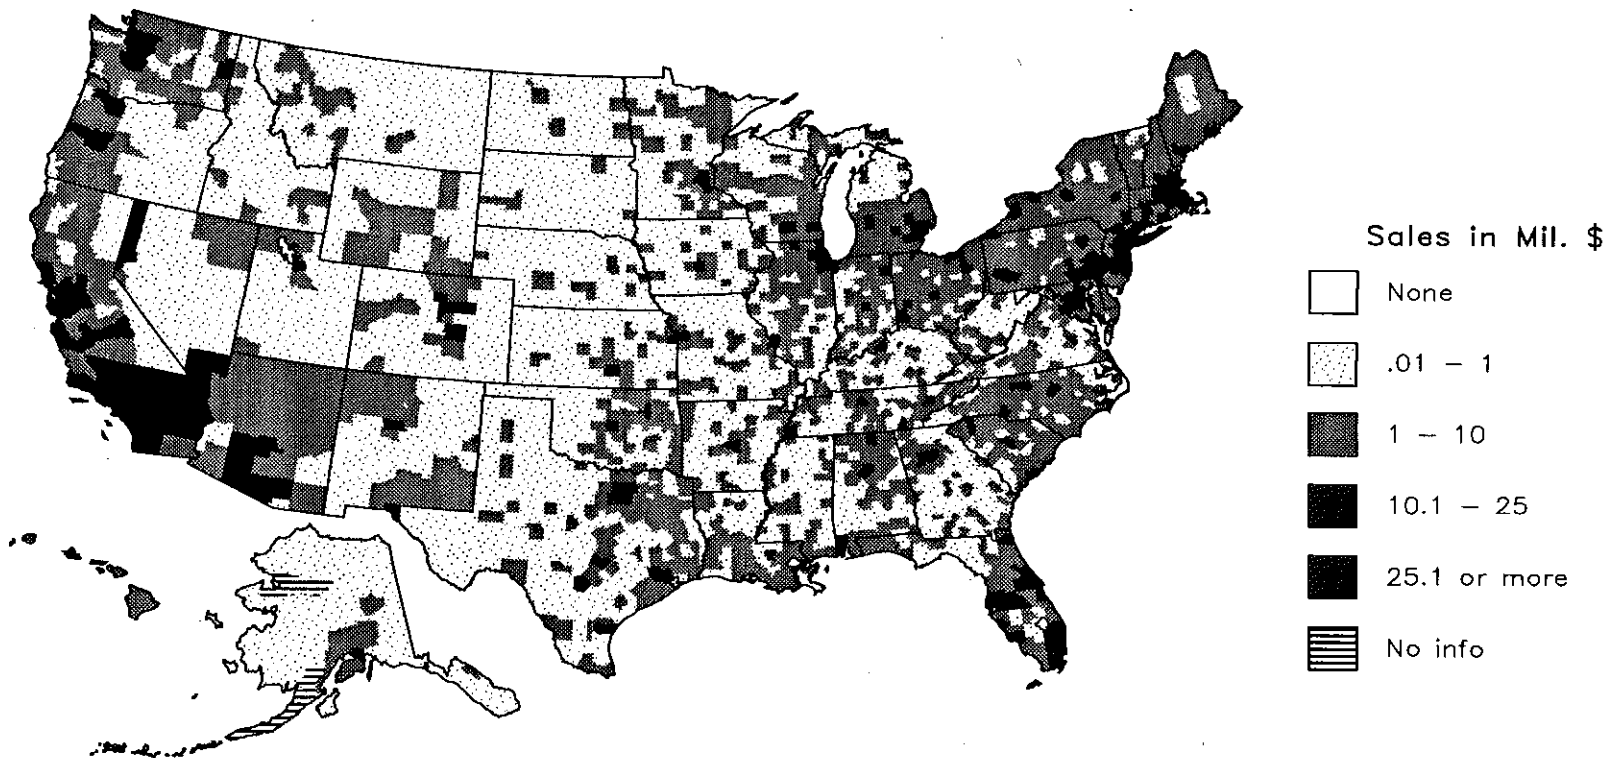 Sales in Mil. $
None
.01 – 1
1 – 10
10.1 – 25
25.1 or more
No info